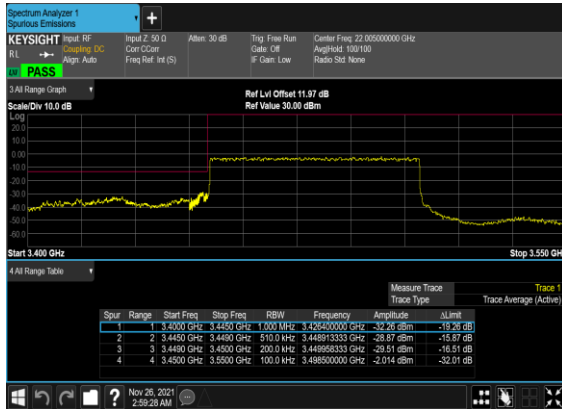 Spectrum Analyzer 1
Spurious Emissions
+
KEYSIGHT Input: RF Input Z: 50 Ω Atten: 30 dB Trig: Free Run Center Freq: 22.005000000 GHz
RL Coupling: DC Corr CCorr Gate: Off Avg|Hold: 100/100
Align: Auto Freq Ref: Int (S) IF Gain: Low Radio Std: None
PASS
3 All Range Graph Ref Lvl Offset 11.97 dB
Scale/Div 10.0 dB Ref Value 30.00 dBm
Log
20.0
10.0
0.00
-10.0
-20.0
-30.0
-40.0
-50.0
-60.0
Start 3.400 GHz Stop 3.550 GH
4 All Range Table
Measure Trace Trace 1
Trace Type Trace Average (Active)
Spur Range Start Freq Stop Freq RBW Frequency Amplitude ΔLimit
1 1 3.4000 GHz 3.4450 GHz 1.000 MHz 3.426400000 GHz -32.26 dBm -19.26 dB
2 2 3.4450 GHz 3.4490 GHz 510.0 kHz 3.448913333 GHz -28.87 dBm -15.87 dB
3 3 3.4490 GHz 3.4500 GHz 200.0 kHz 3.449958333 GHz -29.51 dBm -16.51 dB
4 4 3.4500 GHz 3.5500 GHz 100.0 kHz 3.498500000 GHz -2.014 dBm -32.01 dB
? Nov 26, 2021
2:59:28 AM